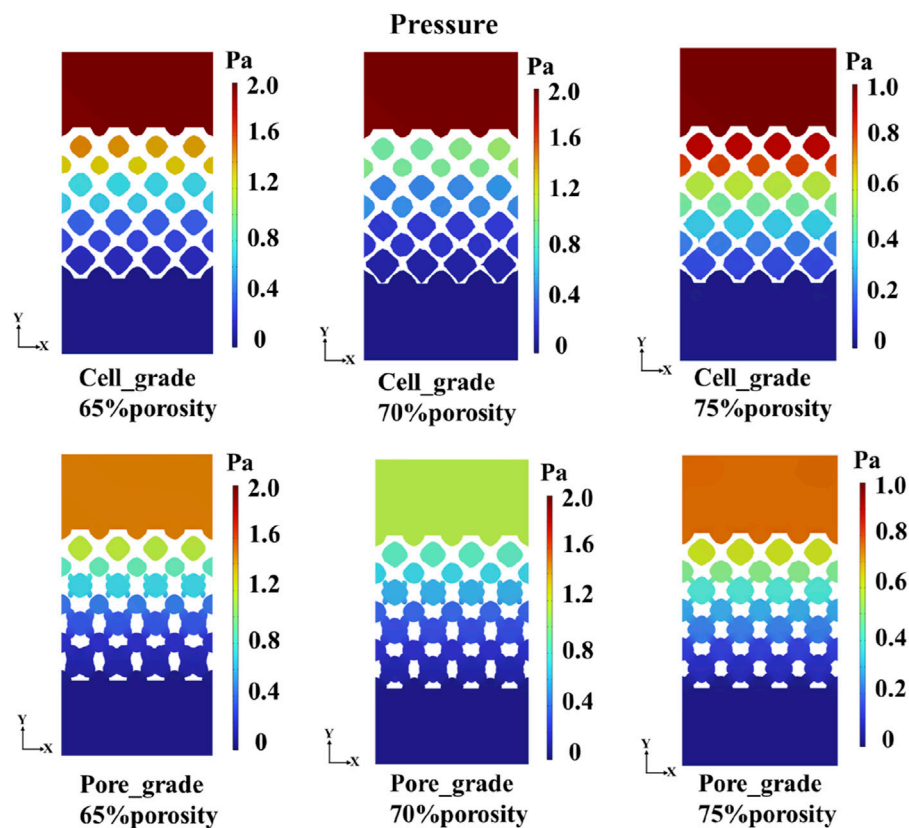 Pressure
Pa
2.0
1.6
1.2
0.8
0.4
0
Y
X
Cell_grade
65%porosity
Pa
2.0
1.6
1.2
0.8
0.4
0
Y
X
Cell_grade
70%porosity
Pa
1.0
0.8
0.6
0.4
0.2
0
Y
X
Cell_grade
75%porosity
Pa
2.0
1.6
1.2
0.8
0.4
0
Y
X
Pore_grade
65%porosity
Pa
2.0
1.6
1.2
0.8
0.4
0
Y
X
Pore_grade
70%porosity
Pa
1.0
0.8
0.6
0.4
0.2
0
Y
X
Pore_grade
75%porosity